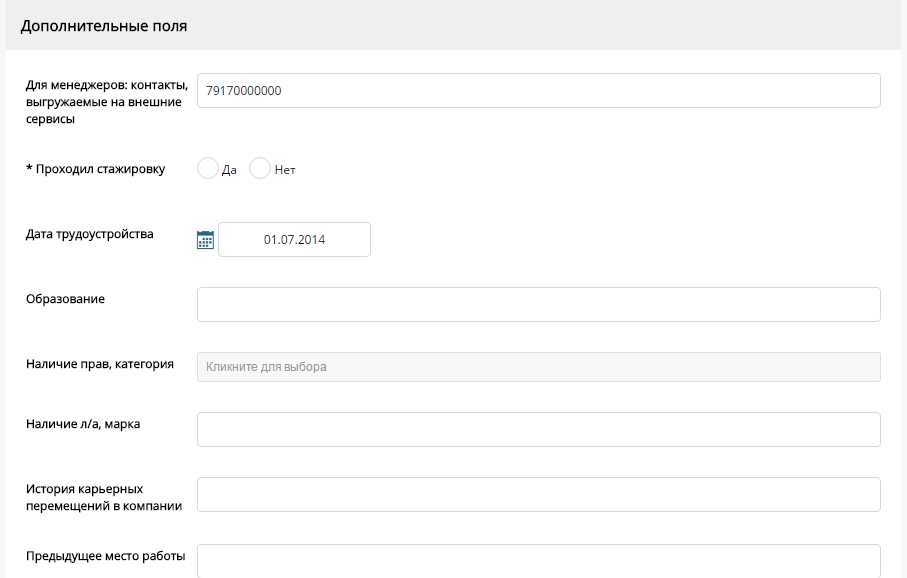 Дополнительные поля
Для менеджеров: контакты,
выгружаемые на внешние
сервисы
79170000000
* Проходил стажировку
Да Нет
Дата трудоустройства
01.07.2014
Образование
Наличие прав, категория
Кликните для выбора
Наличие л/а, марка
История карьерных
перемещений в компании
Предыдущее место работы